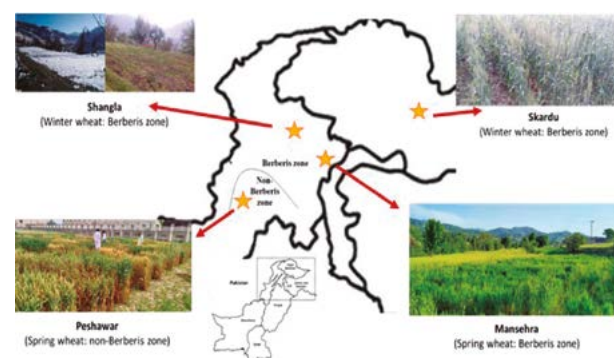 Shangla
(Winter wheat: Berberis zone)
Skardu
(Winter wheat: Berberis zone)
Berberis zone
Non-
Berberis
zone
Peshawar
(Spring wheat: non-Berberis zone)
Pakistan
Mansehra
(Spring wheat: Berberis zone)